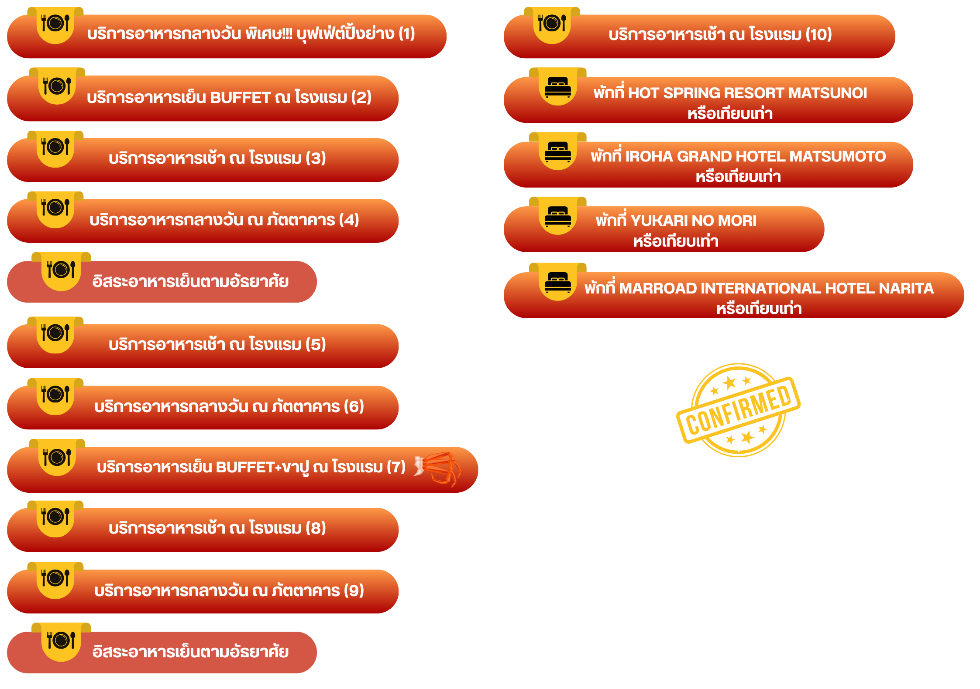 บริการอาหารกลางวัน พิเศษ!!! บุฟเฟ่ต์ปิ้งย่าง (1)
บริการอาหารเย็น BUFFET ณ โรงแรม (2)
บริการอาหารเช้า ณ โรงแรม (3)
บริการอาหารกลางวัน ณ ภัตตาคาร (4)
อิสระอาหารเย็นตามอัธยาศัย
บริการอาหารเช้า ณ โรงแรม (5)
บริการอาหารกลางวัน ณ ภัตตาคาร (6)
บริการอาหารเย็น BUFFET+ขาปู ณ โรงแรม (7)
บริการอาหารเช้า ณ โรงแรม (8)
บริการอาหารกลางวัน ณ ภัตตาคาร (9)
อิสระอาหารเย็นตามอัธยาศัย
บริการอาหารเช้า ณ โรงแรม (10)
พักที่ HOT SPRING RESORT MATSUNOI
หรือเทียบเท่า
พักที่ IROHA GRAND HOTEL MATSUMOTO
หรือเทียบเท่า
พักที่ YUKARI NO MORI
หรือเทียบเท่า
พักที่ MARROAD INTERNATIONAL HOTEL NARITA
หรือเทียบเท่า
CONFIRMED